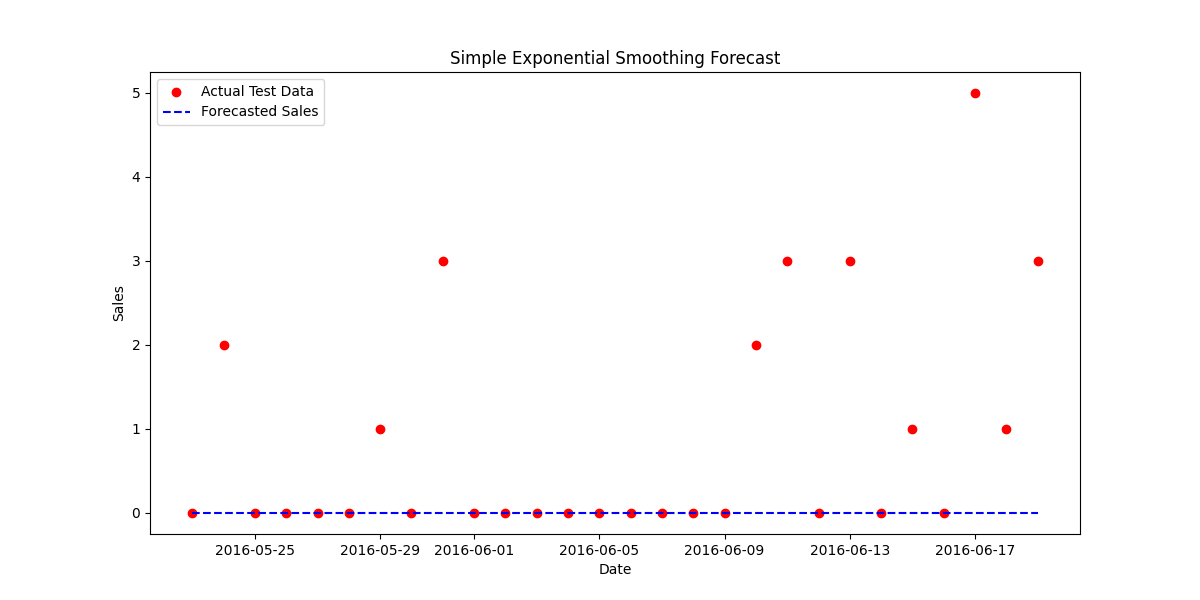 Simple Exponential Smoothing Forecast
Actual Test Data
Forecasted Sales
5
4
3
2
1
0
Sales
2016-05-25 2016-05-29 2016-06-01 2016-06-05 2016-06-09 2016-06-13 2016-06-17
Date